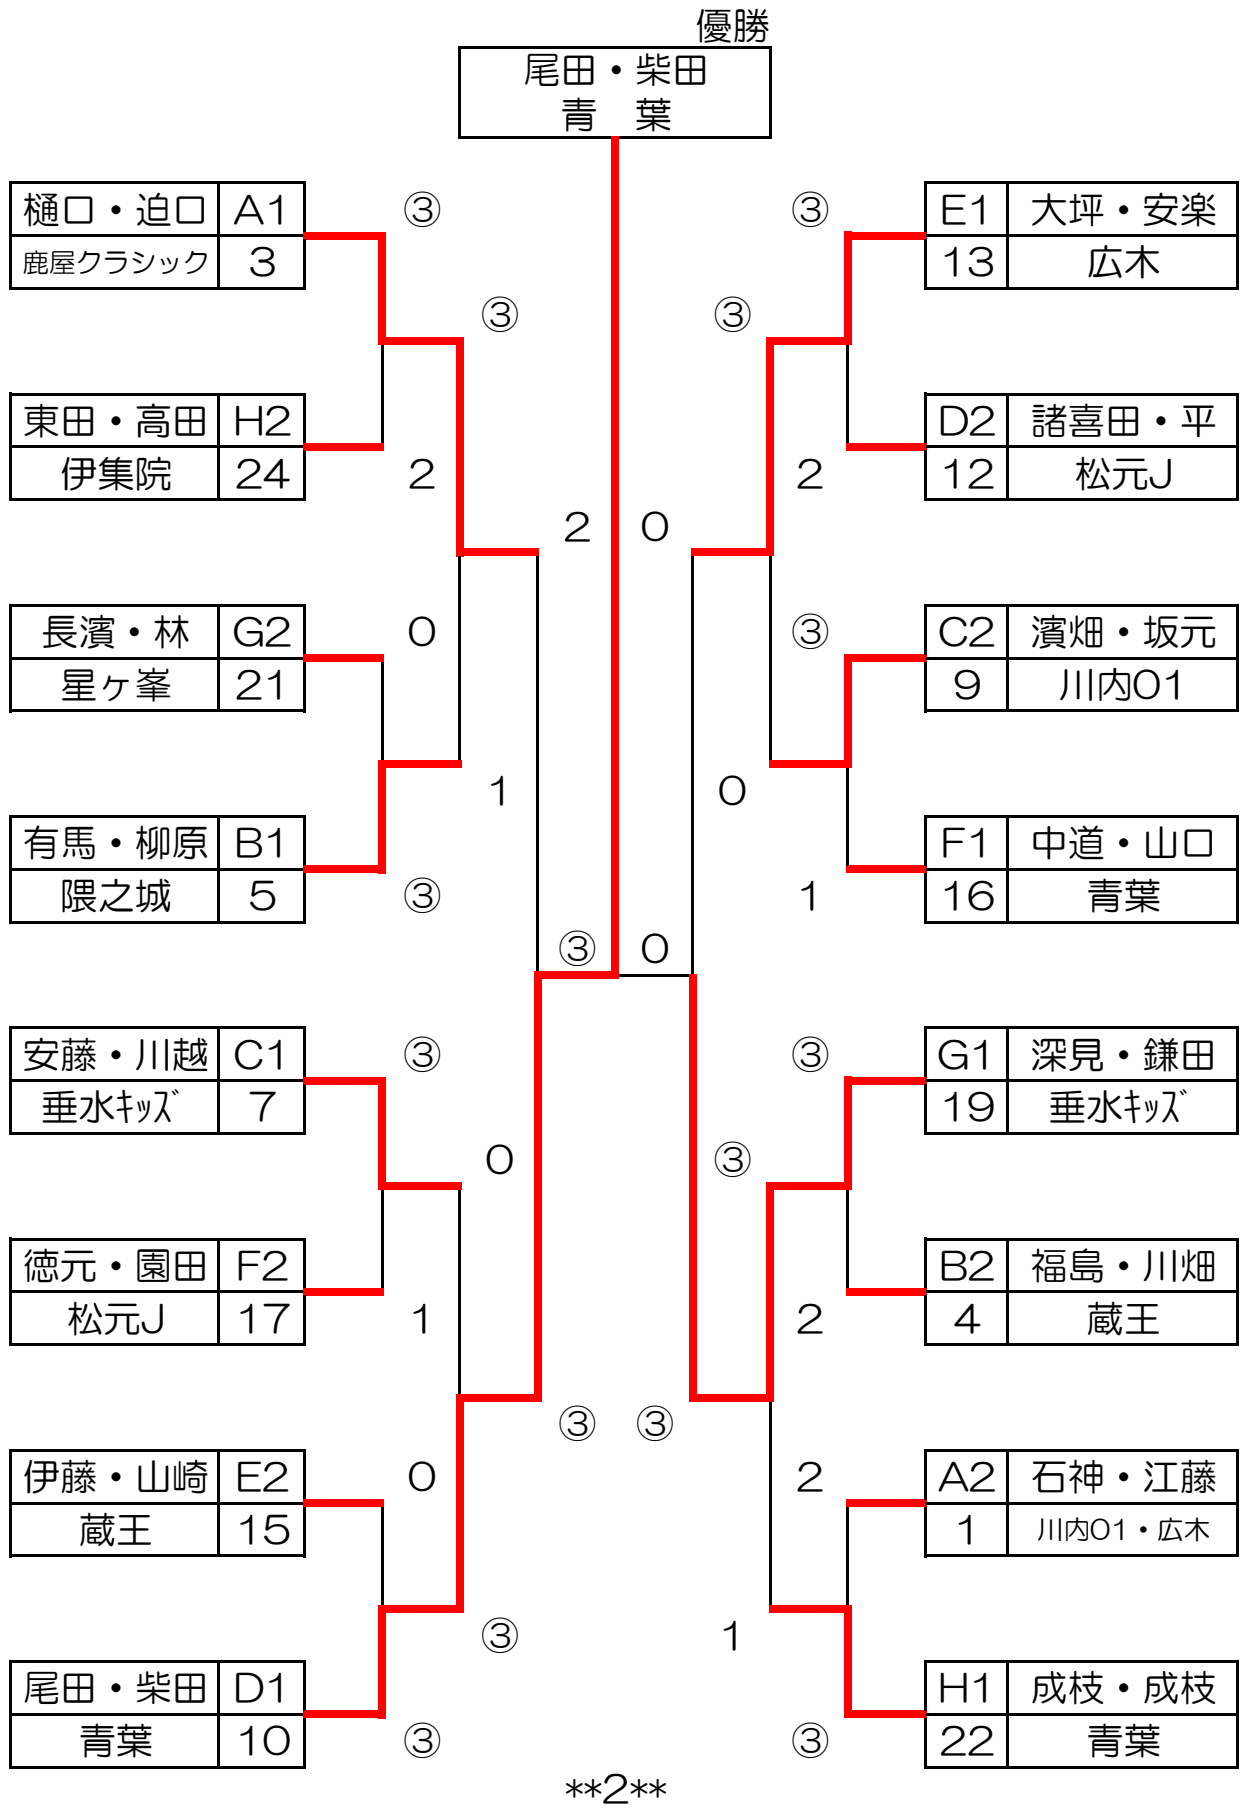 優勝
尾田・柴田
青　葉
樋口・迫口 A1
鹿屋クラシック 3
③
③
東田・高田 H2
伊集院 24
2
2
長濱・林 G2
星ヶ峯 21
0
1
有馬・柳原 B1
隈之城 5
③
③
安藤・川越 C1
垂水ｷｯｽﾞ 7
③
0
徳元・園田 F2
松元J 17
1
③
伊藤・山崎 E2
蔵王 15
0
③
尾田・柴田 D1
青葉 10
③
③
E1 大坪・安楽
13 広木
③
D2 諸喜田・平
12 松元J
2
0
C2 濱畑・坂元
9 川内01
③
0
F1 中道・山口
16 青葉
1
0
G1 深見・鎌田
19 垂水ｷｯｽﾞ
③
③
B2 福島・川畑
4 蔵王
2
③
A2 石神・江藤
1 川内01・広木
2
1
H1 成枝・成枝
22 青葉
③
**2**